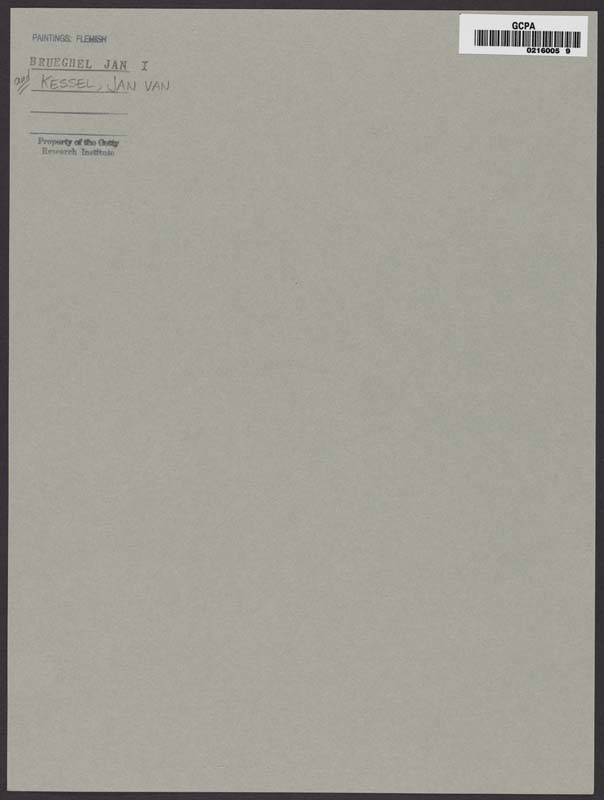 PAINTINGS: FLEMISH
BRUEGHEL JAN I
and KESSEL, JAN VAN
Property of the Getty
Research Institute
GCPA
0216005 9